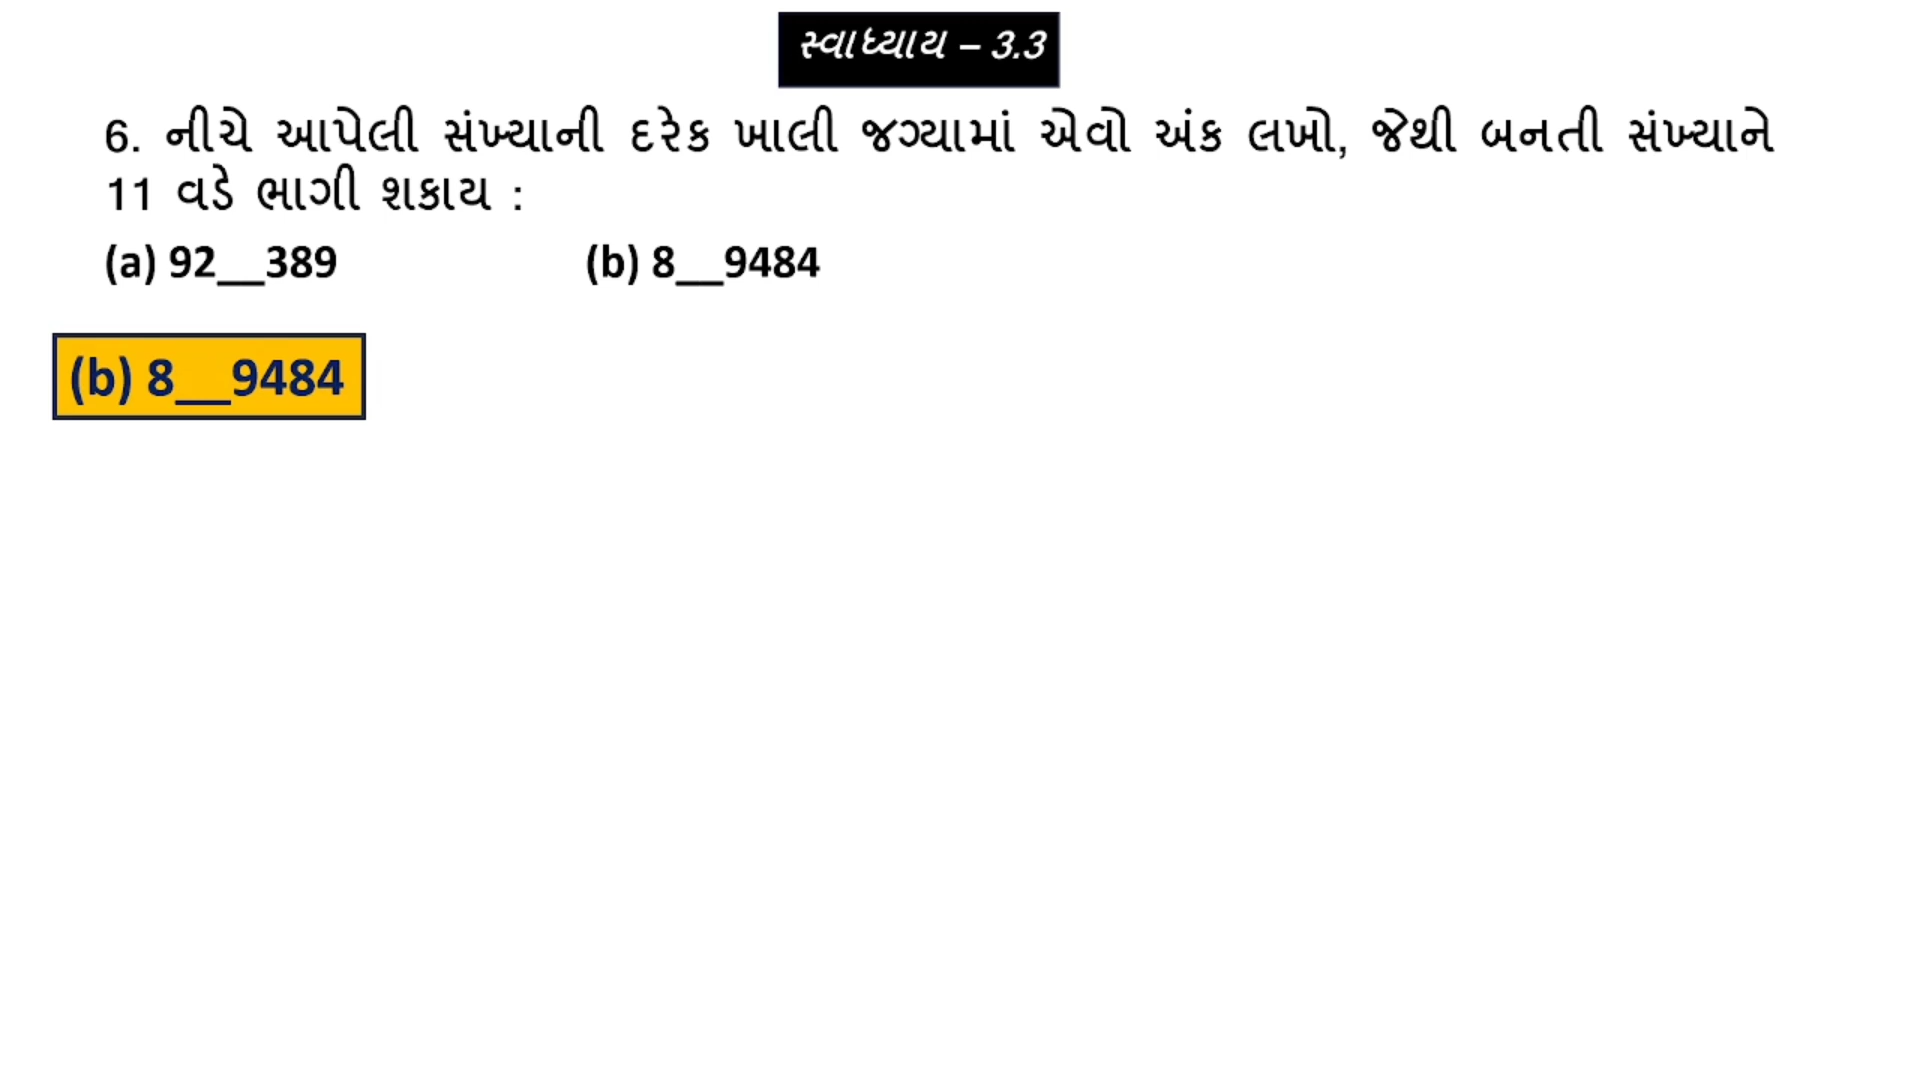 સ્વાધ્યાય – 3.3
6. નીચે આપેલી સંખ્યાની દરેક ખાલી જગ્યામાં એવો અંક લખો, જેથી બનતી સંખ્યાને
11 વડે ભાગી શકાય :
(a) 92__389 (b) 8__9484
(b) 8__9484